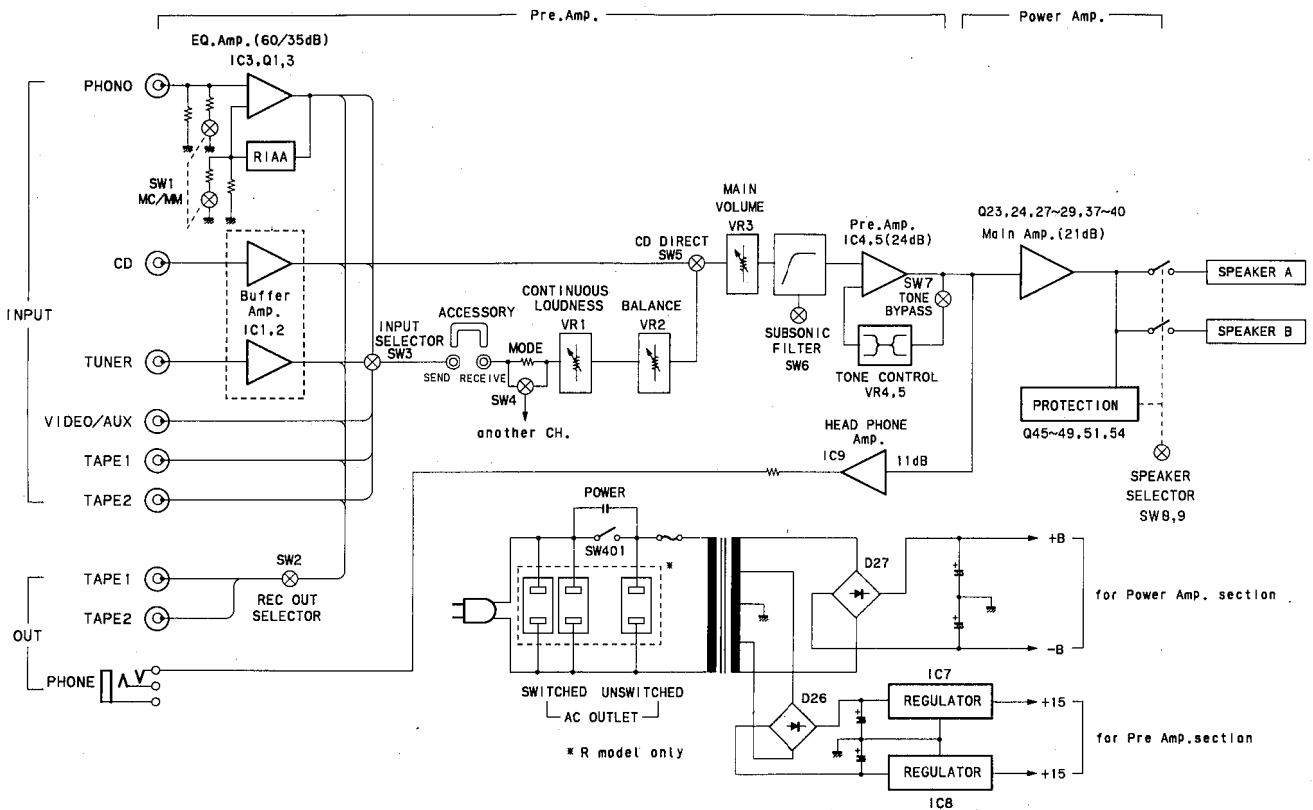 Pre.Amp.
Power Amp.
EQ.Amp.(60/35dB)
IC3,Q1,3
PHONO
RIAA
SW1
MC/MM
INPUT
CD
Buffer
Amp.
IC1,2
TUNER
VIDEO/AUX
TAPE1
TAPE2
INPUT
SELECTOR
SW3
ACCESSORY
SEND
RECEIVE
MODE
SW4
another CH.
CONTINUOUS
LOUDNESS
VR1
BALANCE
VR2
CD DIRECT
SW5
MAIN
VOLUME
VR3
SUBSONIC
FILTER
SW6
Pre.Amp.
IC4,5(24dB)
SW7
TONE
BYPASS
TONE CONTROL
VR4,5
Q23,24,27~29,37~40
Main Amp.(21dB)
SPEAKER A
SPEAKER B
PROTECTION
Q45~49,51,54
SPEAKER
SELECTOR
SW8,9
HEAD PHONE
Amp.
IC9
11dB
OUT
TAPE1
TAPE2
SW2
REC OUT
SELECTOR
PHONE
POWER
SW401
*
SWITCHED
UNSWITCHED
AC OUTLET
* R model only
D27
+B
-B
for Power Amp. section
D26
IC7
REGULATOR
+15
REGULATOR
+15
IC8
for Pre Amp.section